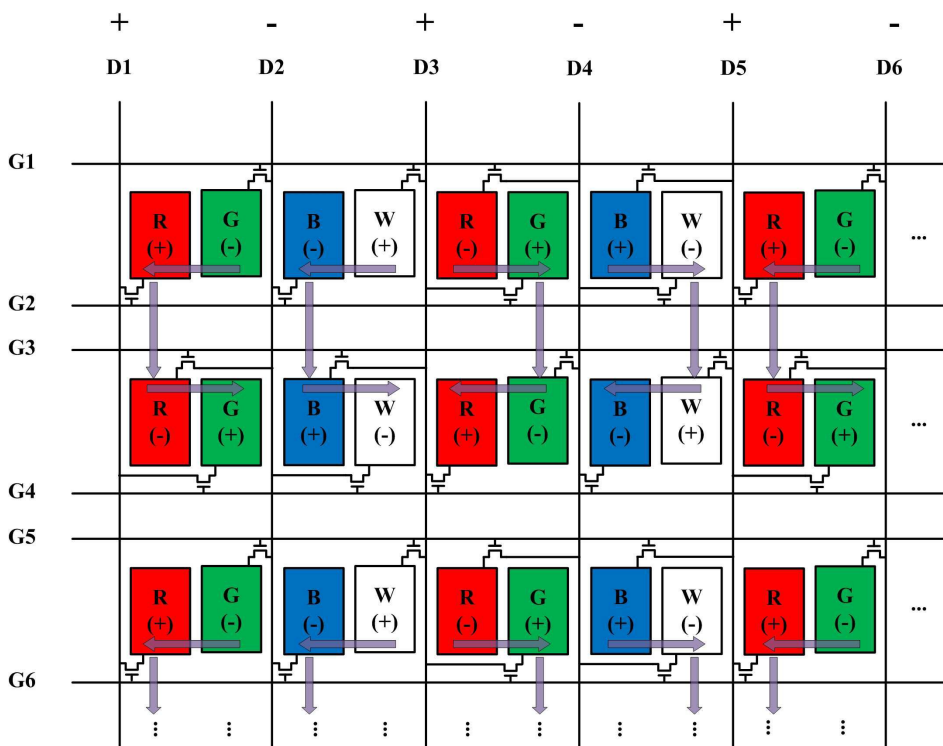 + - + - + -
D1 D2 D3 D4 D5 D6
G1
R G B W R G B W R G
(+) (-) (-) (+) (-) (+) (+) (-) (+) (-) ...
G2
G3
R G B W R G B W R G
(-) (+) (+) (-) (+) (-) (-) (+) (-) (+) ...
G4
G5
R G B W R G B W R G
(+) (-) (-) (+) (-) (+) (+) (-) (+) (-) ...
G6